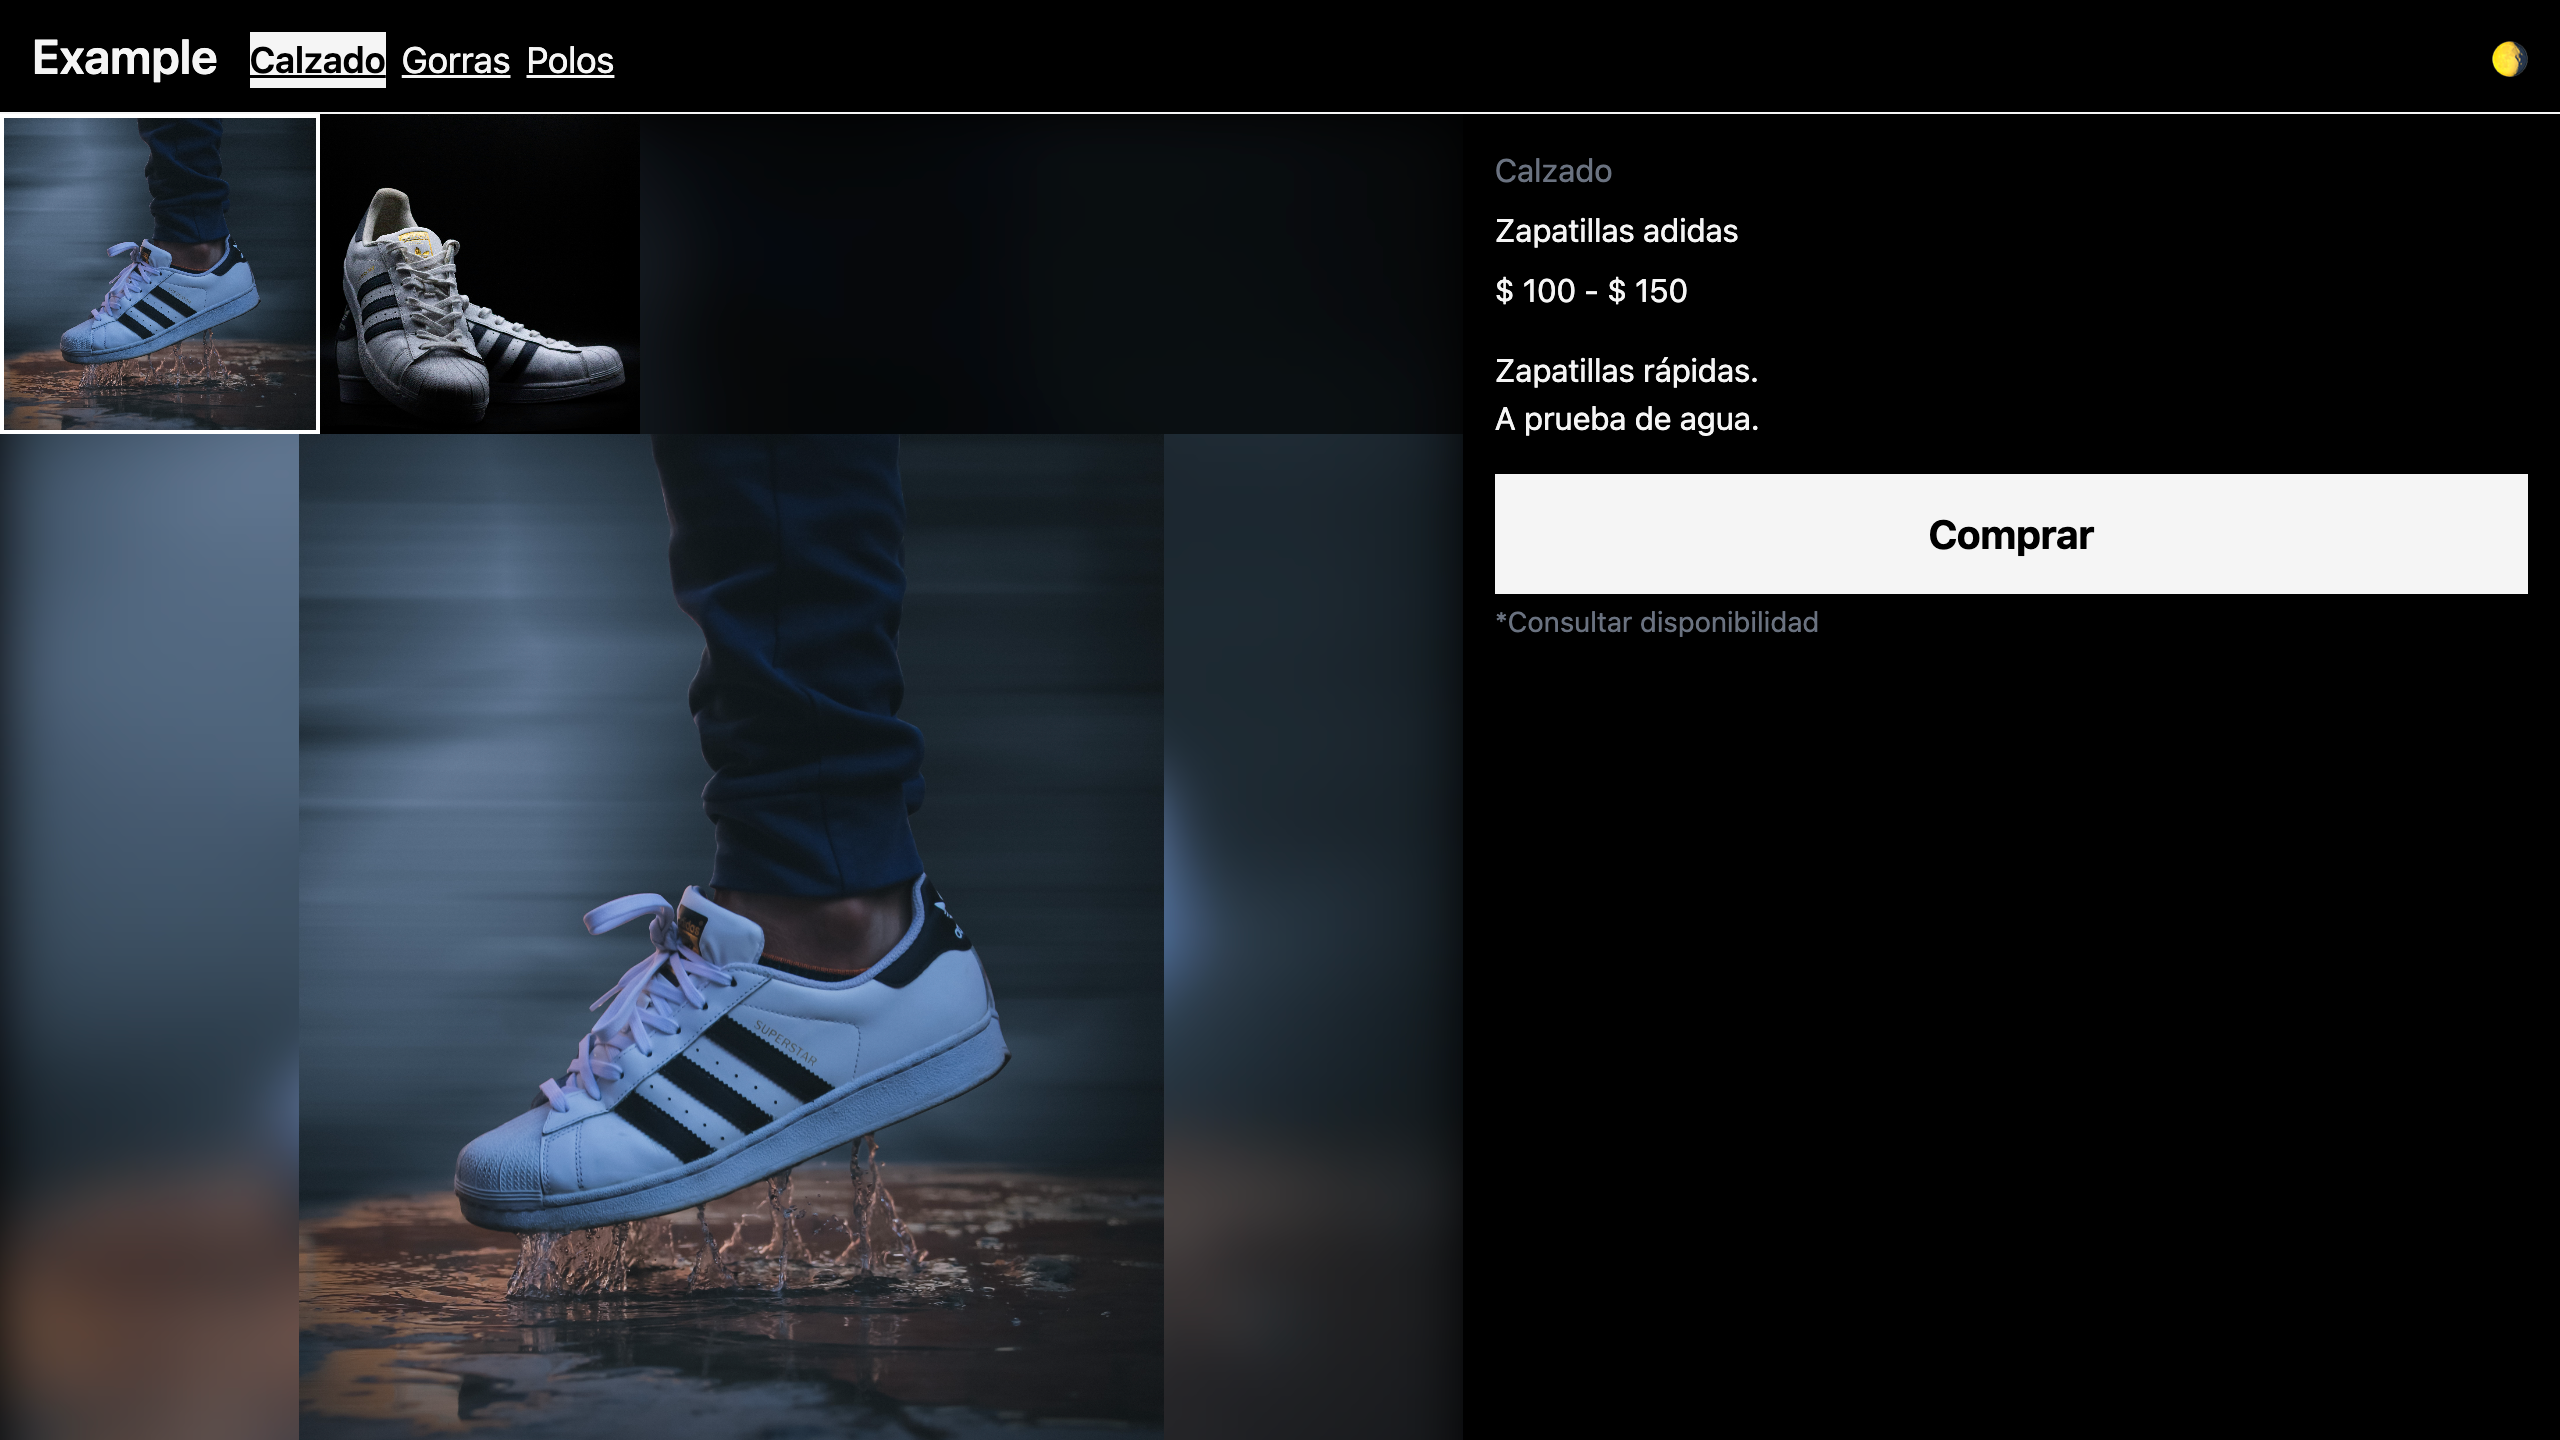 Example Calzado Gorras Polos
Calzado
Zapatillas adidas
$ 100 - $ 150
Zapatillas rápidas.
A prueba de agua.
Comprar
*Consultar disponibilidad
SUPERSTAR